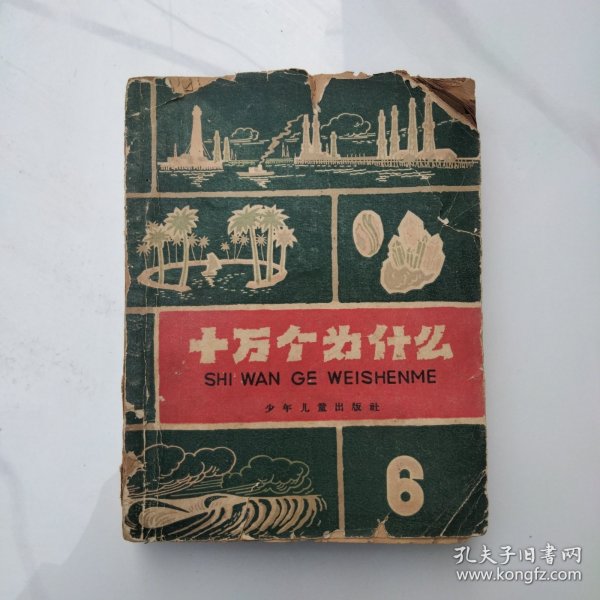 十万个为什么
SHI WAN GE WEISHENME
少年儿童出版社
6
孔夫子旧书网
www.kongfz.com